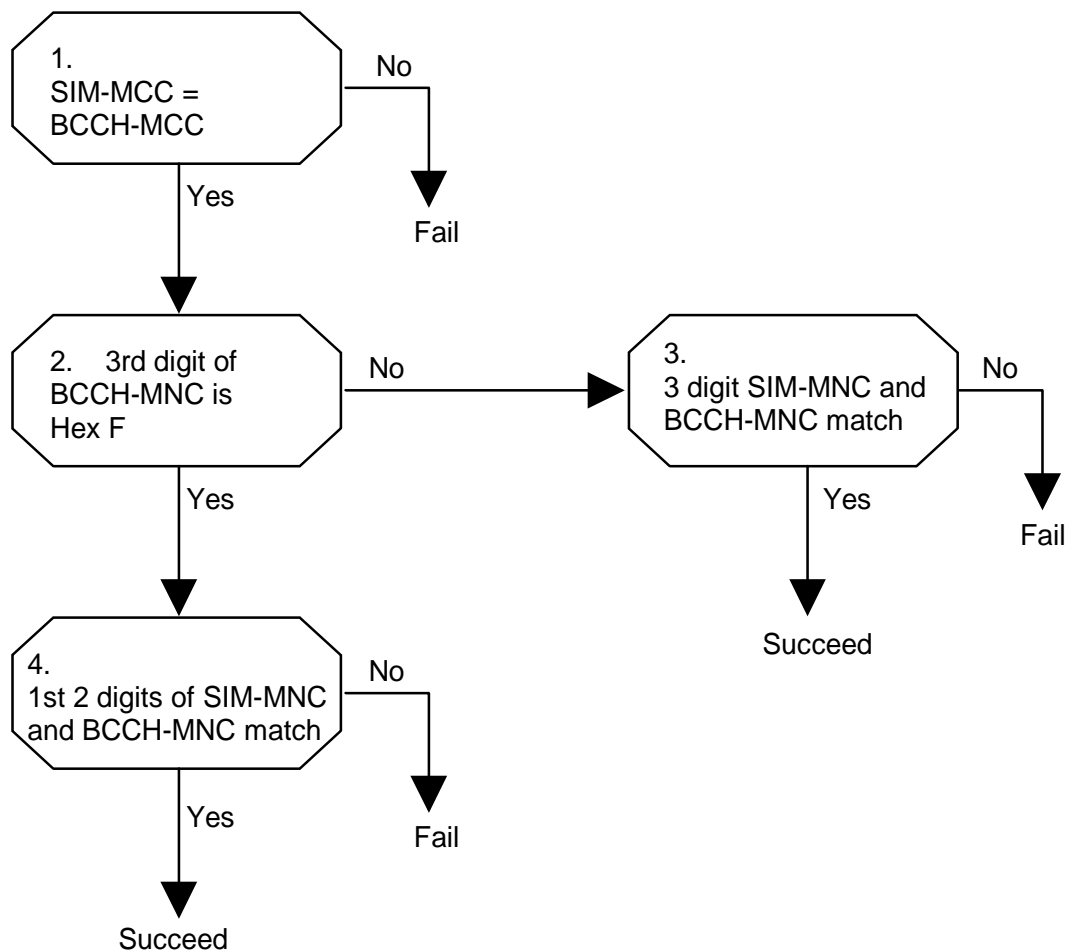 1.
SIM-MCC =
BCCH-MCC
No
Yes
Fail
2. 3rd digit of
BCCH-MNC is
Hex F
No
Yes
3.
3 digit SIM-MNC and
BCCH-MNC match
No
Yes
Fail
Succeed
4.
1st 2 digits of SIM-MNC
and BCCH-MNC match
No
Yes
Fail
Succeed